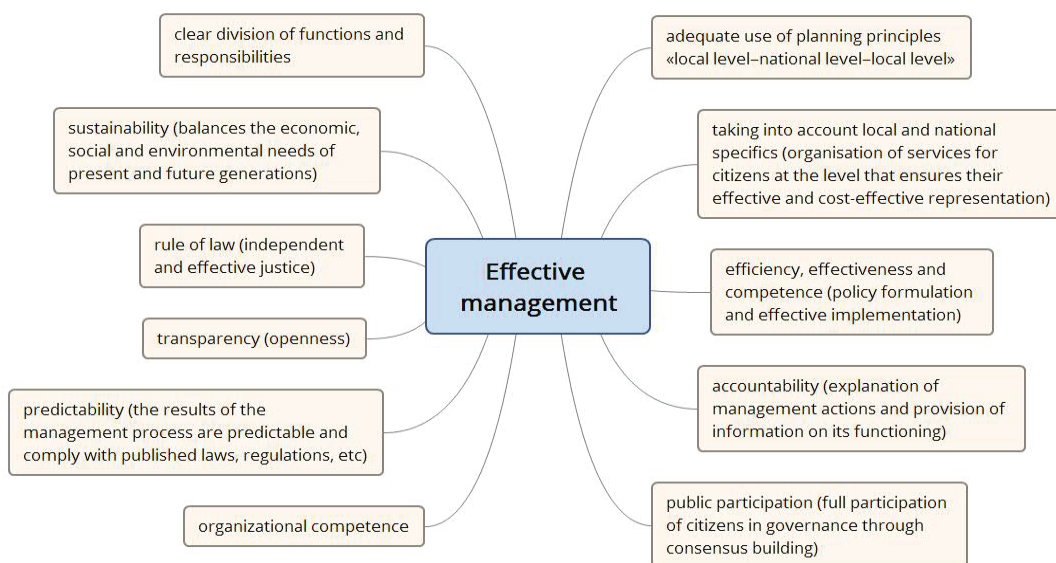 clear division of functions and
responsibilities
sustainability (balances the economic,
social and environmental needs of
present and future generations)
rule of law (independent
and effective justice)
transparency (openness)
predictability (the results of the
management process are predictable and
comply with published laws, regulations, etc)
organizational competence
Effective
management
adequate use of planning principles
«local level–national level–local level»
taking into account local and national
specifics (organisation of services for
citizens at the level that ensures their
effective and cost-effective representation)
efficiency, effectiveness and
competence (policy formulation
and effective implementation)
accountability (explanation of
management actions and provision of
information on its functioning)
public participation (full participation
of citizens in governance through
consensus building)